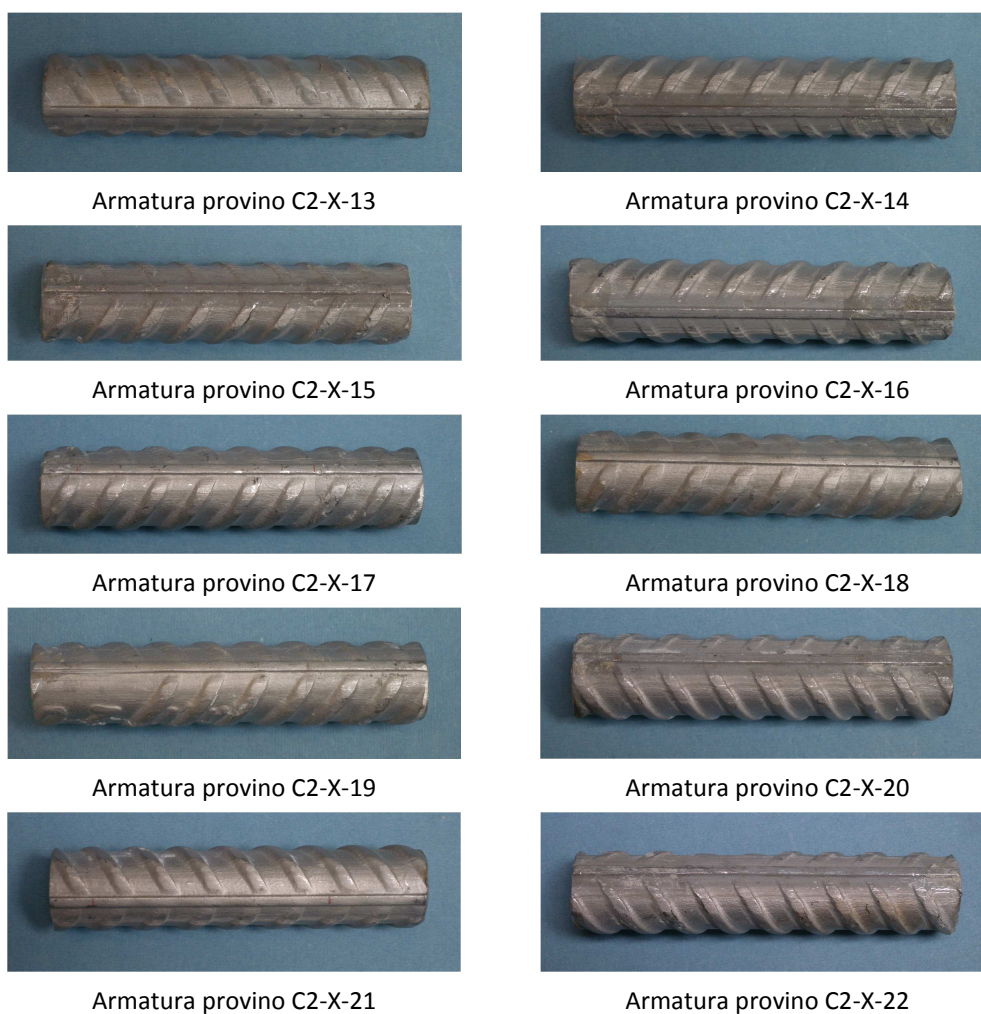 Armatura provino C2-X-13
Armatura provino C2-X-14
Armatura provino C2-X-15
Armatura provino C2-X-16
Armatura provino C2-X-17
Armatura provino C2-X-18
Armatura provino C2-X-19
Armatura provino C2-X-20
Armatura provino C2-X-21
Armatura provino C2-X-22